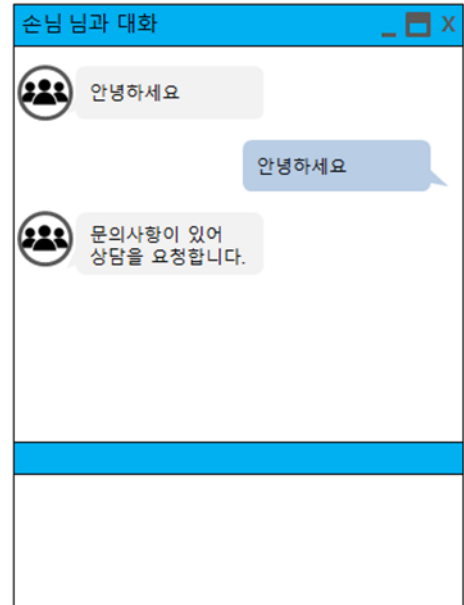 손님 님과 대화
X
안녕하세요
안녕하세요
문의사항이 있어
상담을 요청합니다.